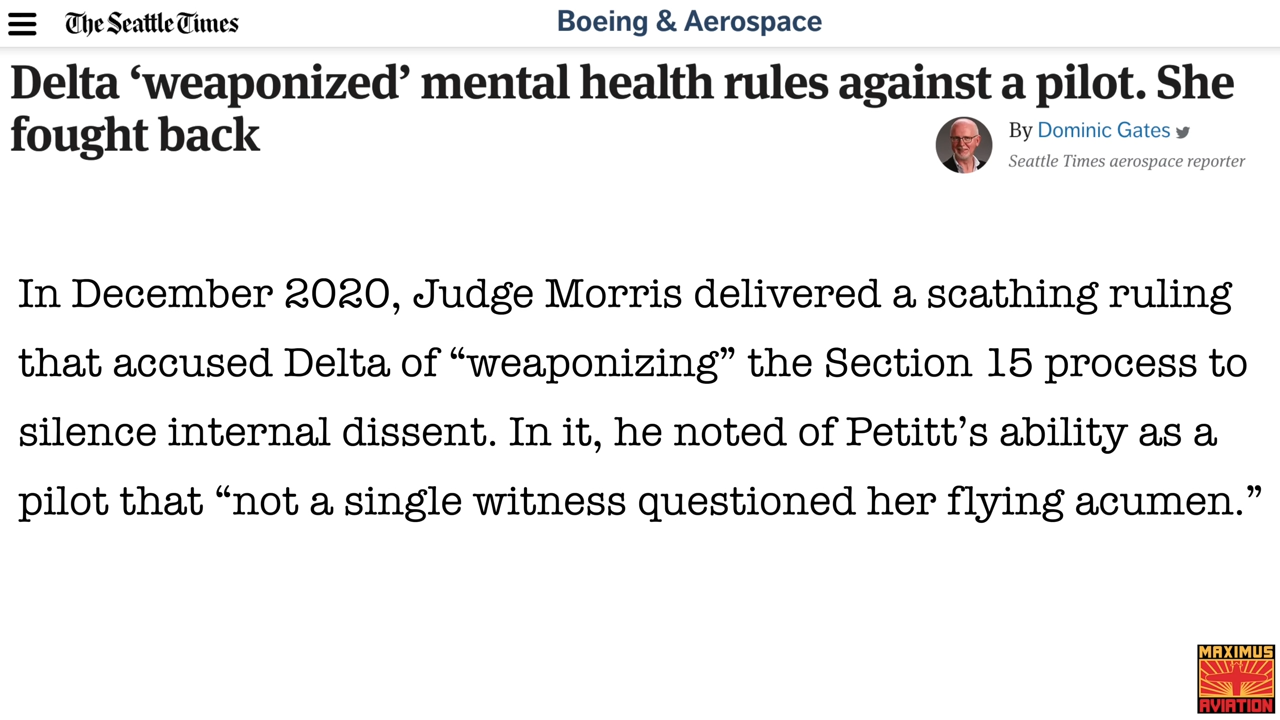 The Seattle Times
Boeing & Aerospace
Delta ‘weaponized’ mental health rules against a pilot. She
fought back
By Dominic Gates
Seattle Times aerospace reporter
In December 2020, Judge Morris delivered a scathing ruling
that accused Delta of “weaponizing” the Section 15 process to
silence internal dissent. In it, he noted of Petitt’s ability as a
pilot that “not a single witness questioned her flying acumen.”
MAXIMUS
AVIATION